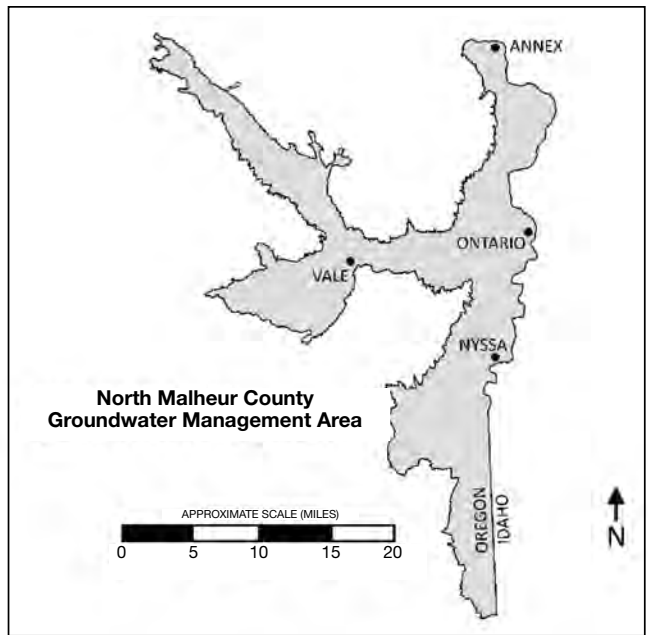 ANNEX
ONTARIO
VALE
NYSSA
North Malheur County
Groundwater Management Area
APPROXIMATE SCALE (MILES)
0 5 10 15 20
OREGON
IDAHO
N